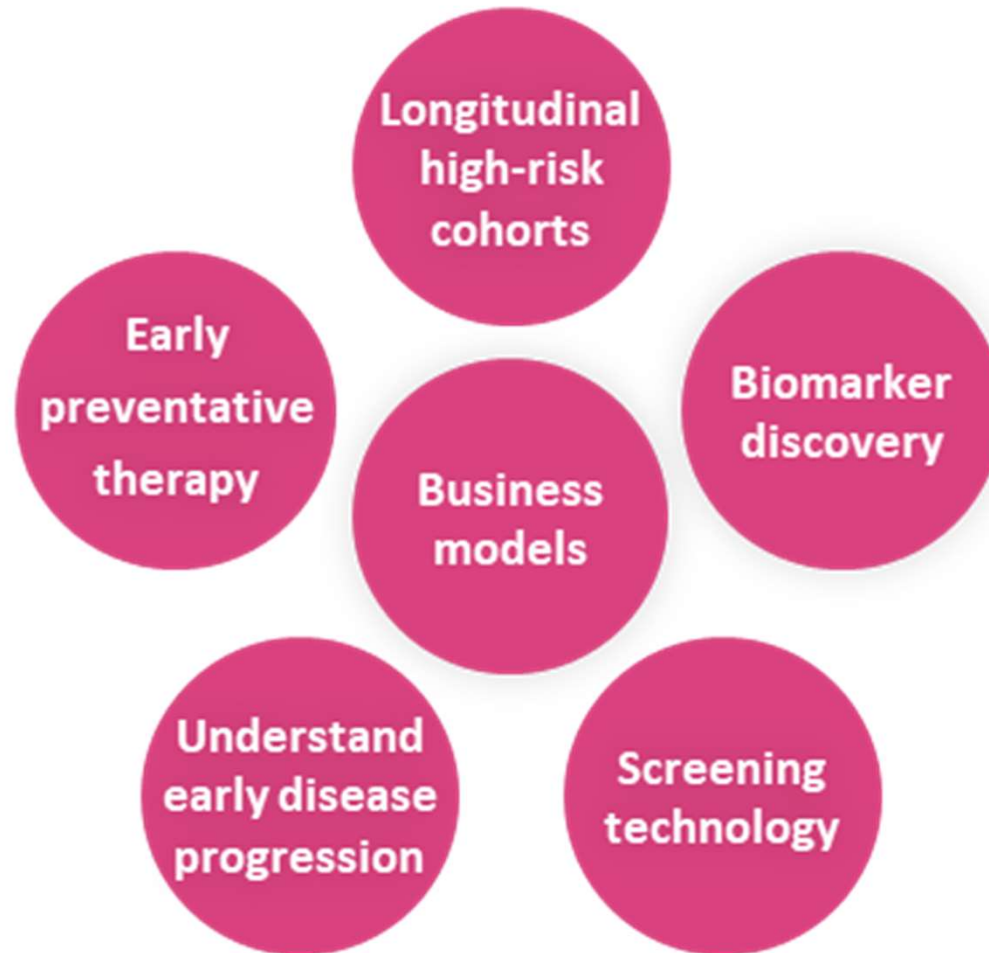 Longitudinal
high-risk
cohorts
Early
preventative
therapy
Biomarker
discovery
Business
models
Understand
early disease
progression
Screening
technology